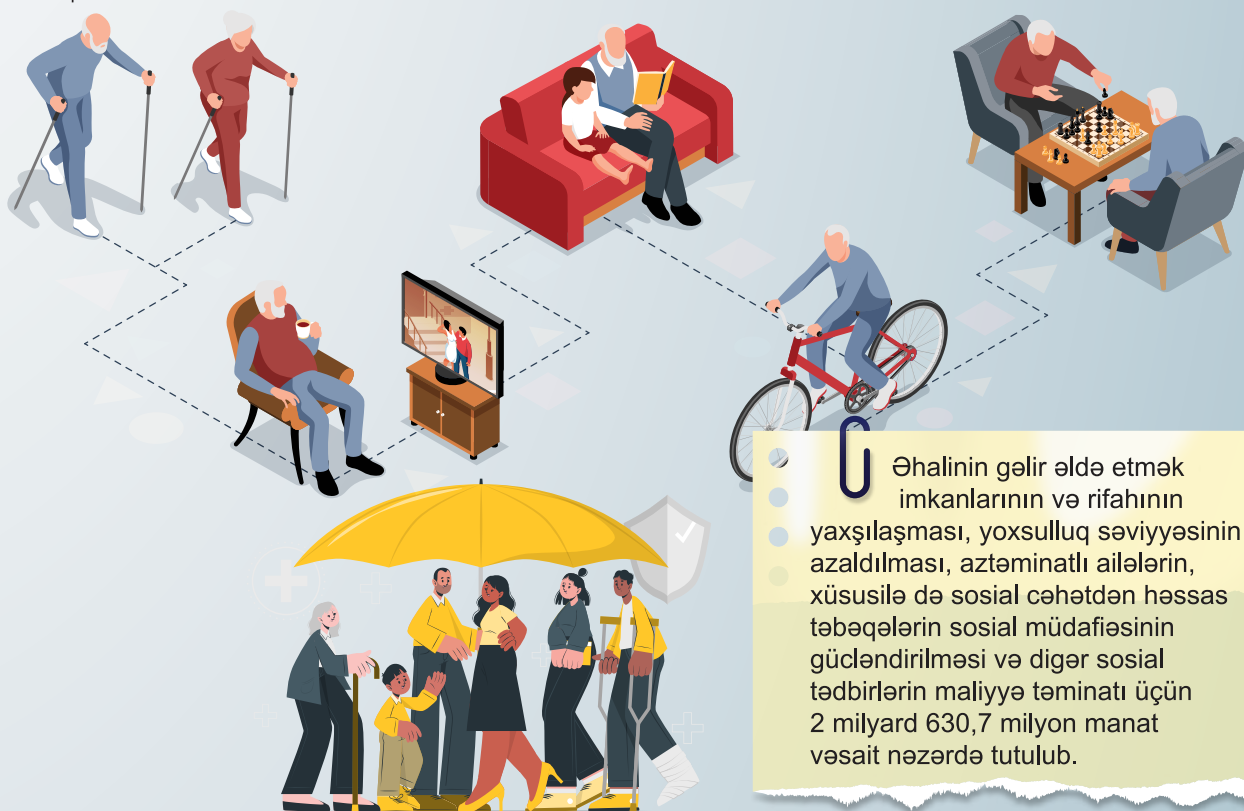 Əhalinin gəlir əldə etmək
imkanlarının və rifahının
yaxşılaşması, yoxsulluq səviyyəsinin
azaldılması, aztəminatlı ailələrin,
xüsusilə də sosial cəhətdən həssas
təbəqələrin sosial müdafiəsinin
gücləndirilməsi və digər sosial
tədbirlərin maliyyə təminatı üçün
2 milyard 630,7 milyon manat
vəsait nəzərdə tutulub.